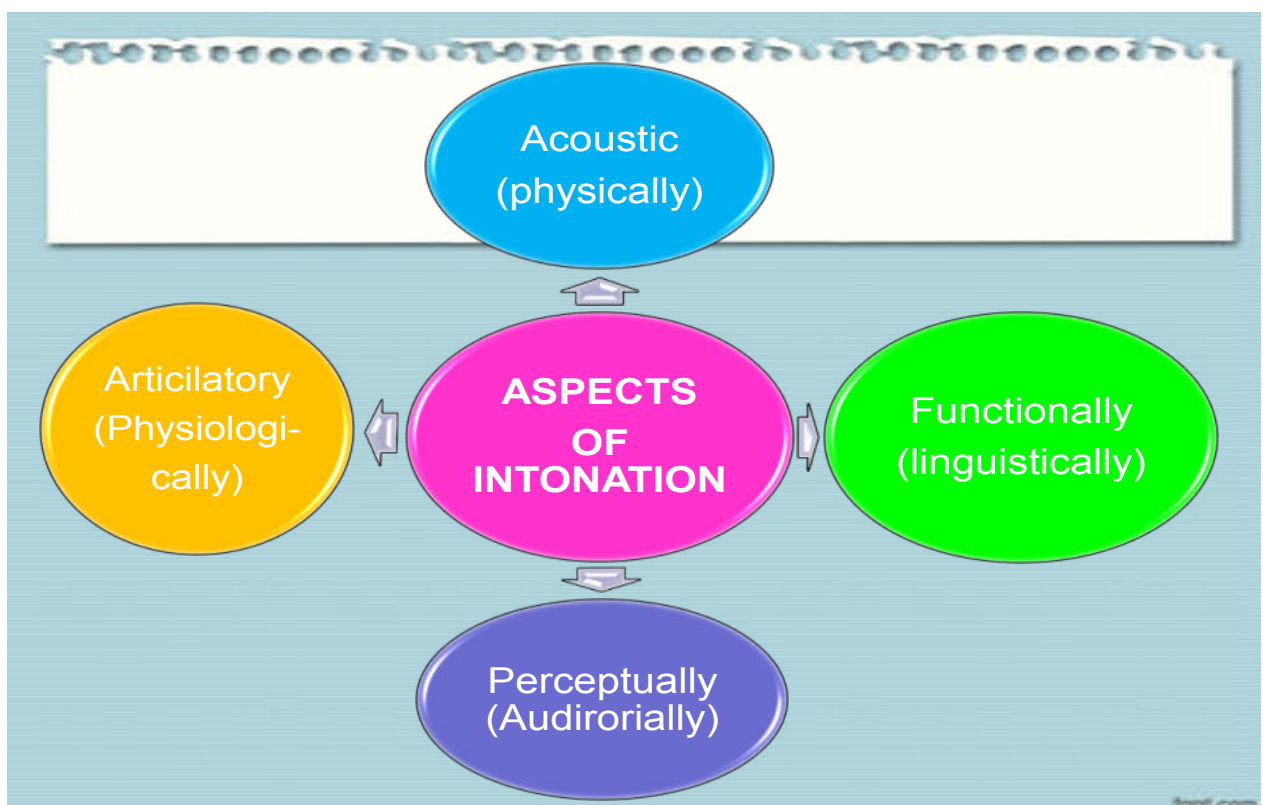 Acoustic
(physically)
Articilatory
(Physiologi-
cally)
ASPECTS
OF
INTONATION
Functionally
(linguistically)
Perceptually
(Audirorially)